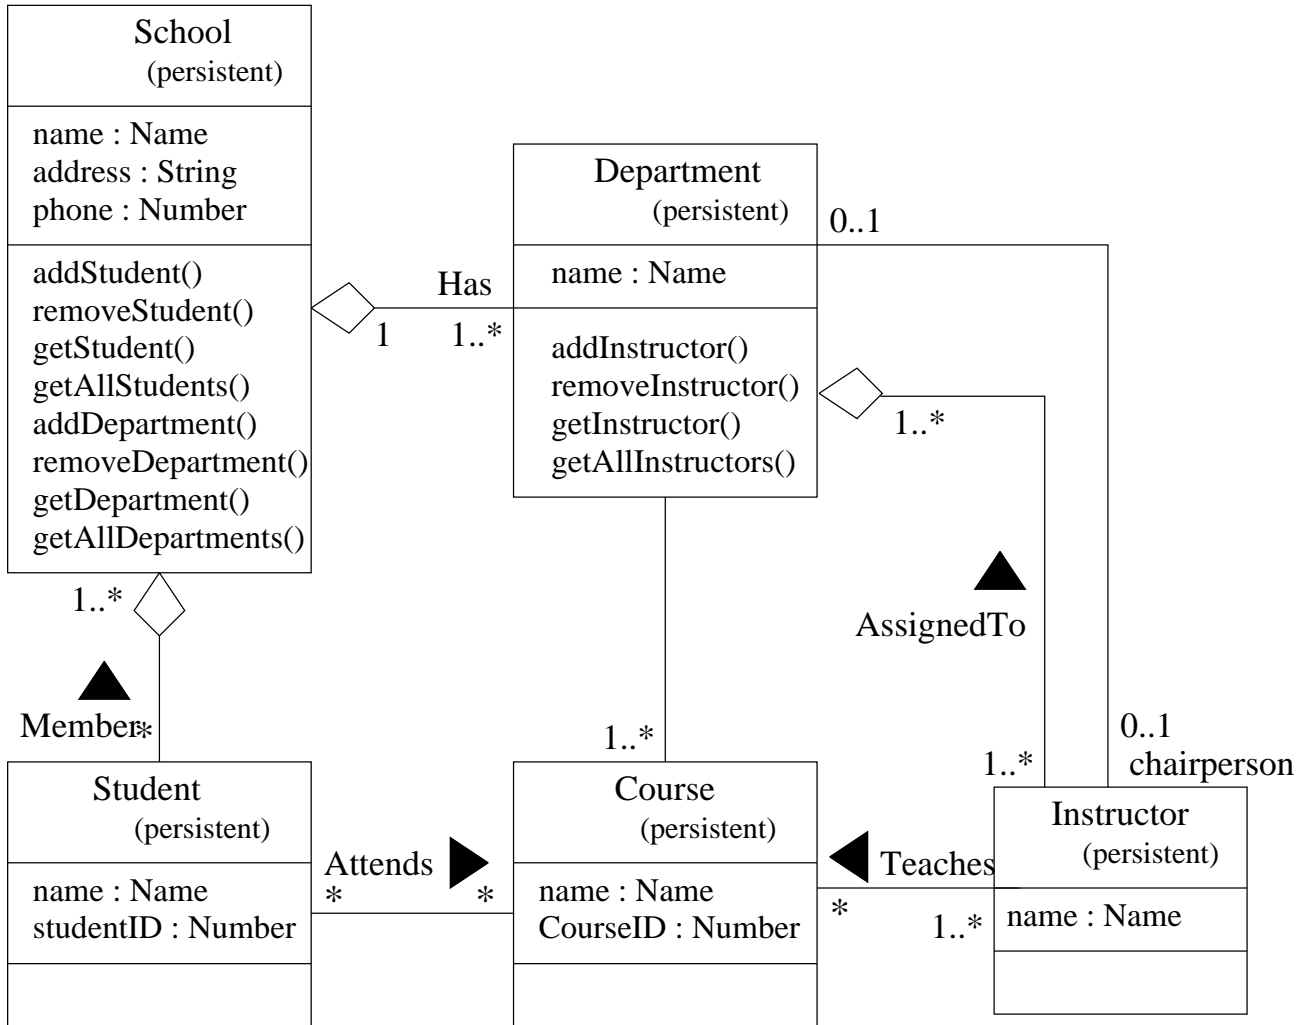 School
(persistent)
name : Name
address : String
phone : Number
addStudent()
removeStudent()
getStudent()
getAllStudents()
addDepartment()
removeDepartment()
getDepartment()
getAllDepartments()
Has
1
1..*
Department
(persistent)
name : Name
addInstructor()
removeInstructor()
getInstructor()
getAllInstructors()
0..1
1..*
AssignedTo
1..*
Member
*
1..*
1..*
0..1
chairperson
Student
(persistent)
name : Name
studentID : Number
Attends
*
*
Course
(persistent)
name : Name
CourseID : Number
Teaches
*
1..*
Instructor
(persistent)
name : Name